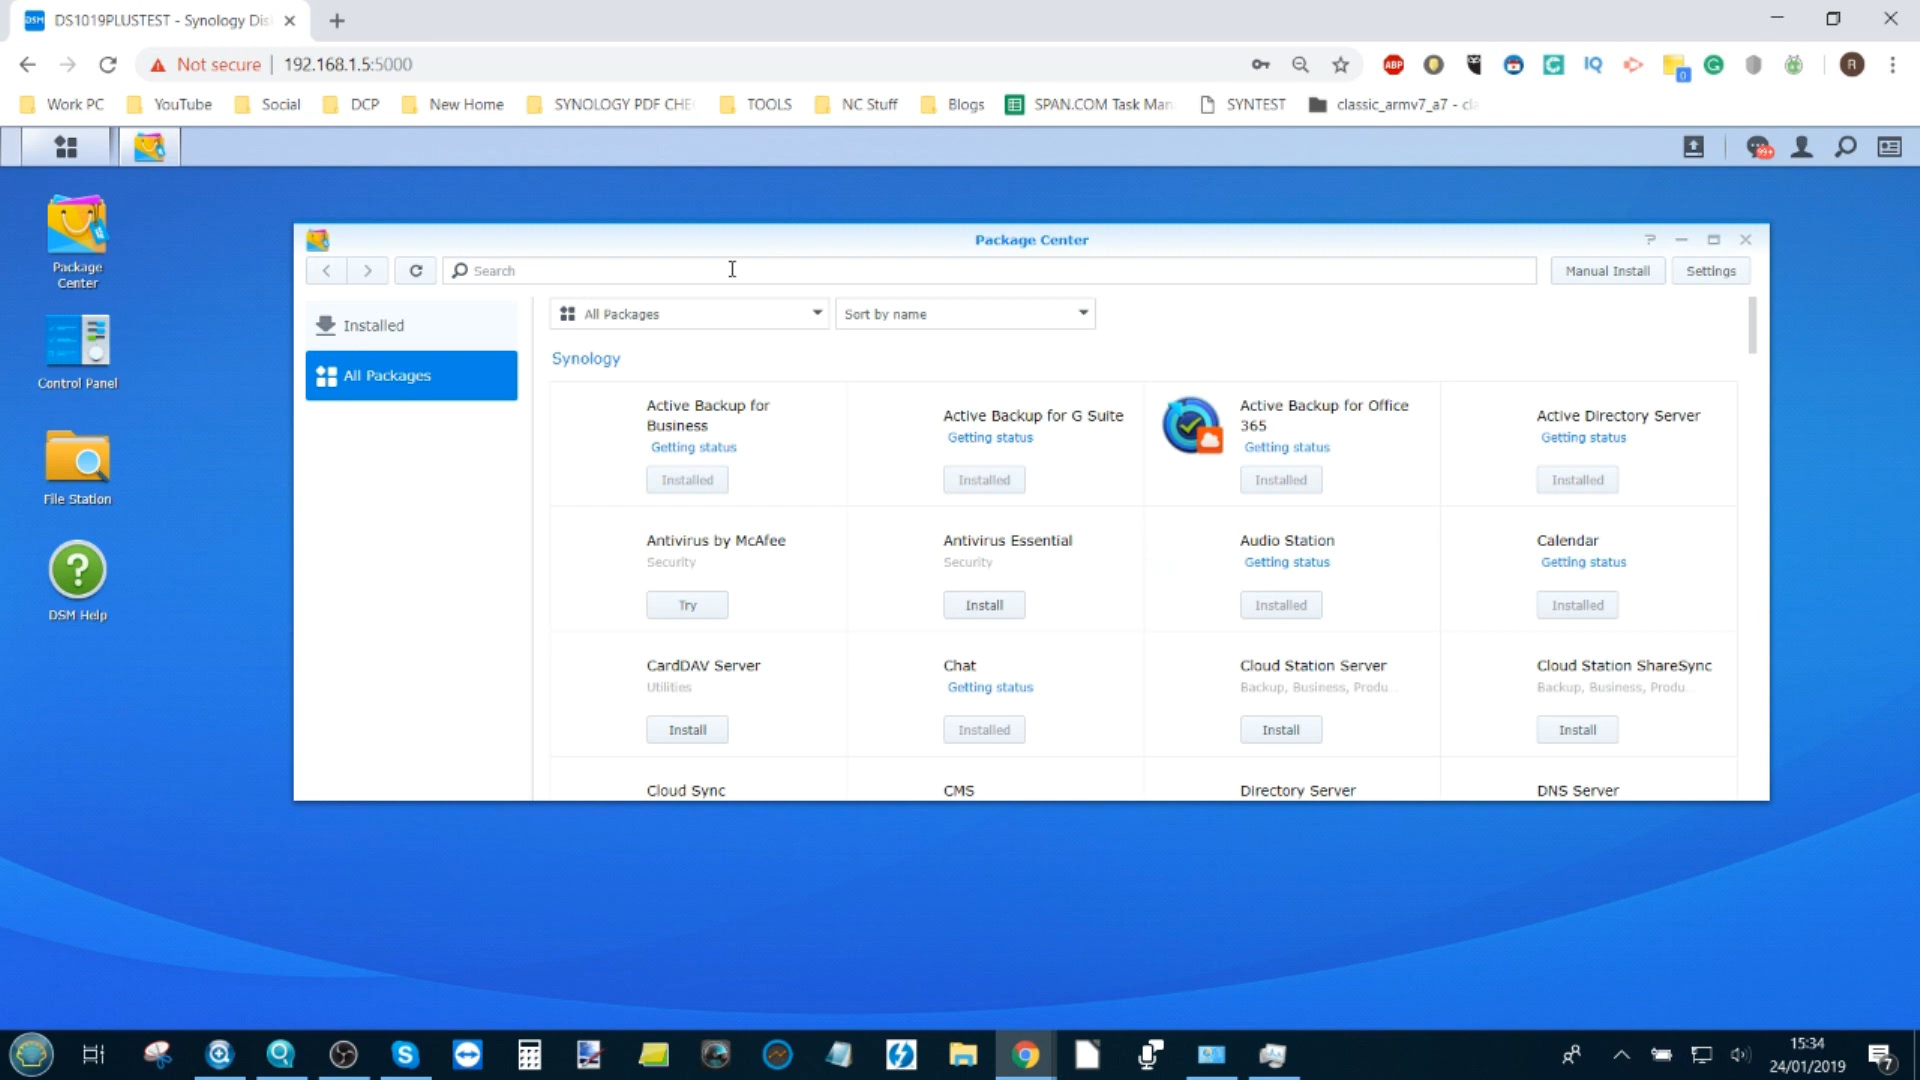 DS1019PLUSTEST - Synology Dis
Not secure
192.168.1.5:5000
ABP
IQ
0
R
Work PC
YouTube
Social
DCP
New Home
SYNOLOGY PDF CHE
TOOLS
NC Stuff
Blogs
SPAN.COM Task Man
SYNTEST
classic_armv7_a7 - cla
99+
Package Center
Control Panel
File Station
DSM Help
Package Center
Search
Manual Install
Settings
Installed
All Packages
All Packages
Sort by name
Synology
Active Backup for Business
Getting status
Installed
Active Backup for G Suite
Getting status
Installed
Active Backup for Office 365
Getting status
Installed
Active Directory Server
Getting status
Installed
Antivirus by McAfee
Security
Try
Antivirus Essential
Security
Install
Audio Station
Getting status
Installed
Calendar
Getting status
Installed
CardDAV Server
Utilities
Install
Chat
Getting status
Installed
Cloud Station Server
Backup, Business, Produ...
Install
Cloud Station ShareSync
Backup, Business, Produ...
Install
Cloud Sync
CMS
Directory Server
DNS Server
15:34
24/01/2019
7